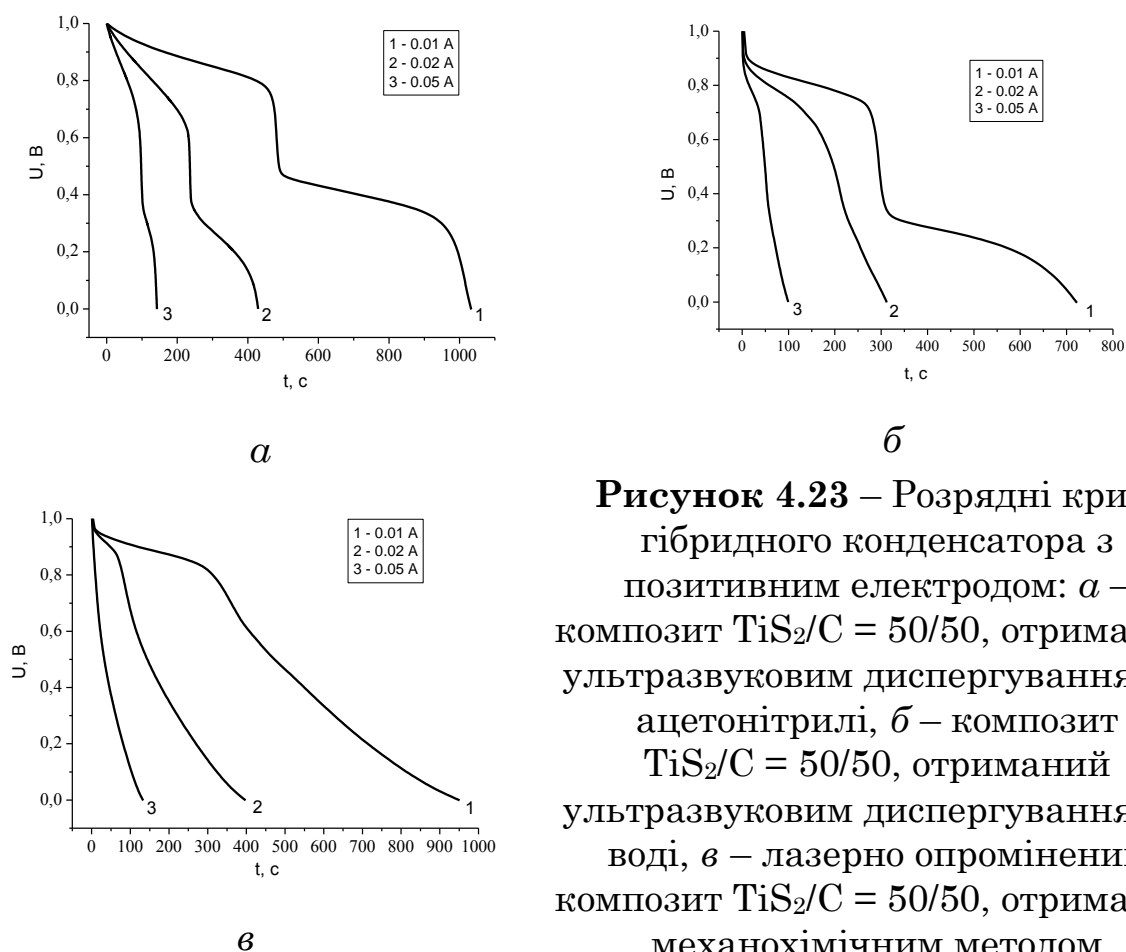 1,0
0,8
0,6
0,4
0,2
0,0
U, B
1 - 0.01 A
2 - 0.02 A
3 - 0.05 A
3
2
1
0 200 400 600 800 1000
t, c
а
1,0
0,8
0,6
0,4
0,2
0,0
U, B
1 - 0.01 A
2 - 0.02 A
3 - 0.05 A
3
2
1
0 100 200 300 400 500 600 700 800
t, c
б
1,0
0,8
0,6
0,4
0,2
0,0
U, B
1 - 0.01 A
2 - 0.02 A
3 - 0.05 A
3
2
1
0 100 200 300 400 500 600 700 800 900 1000
t, c
в
Рисунок 4.23 – Розрядні кри
гібридного конденсатора з
позитивним електродом: а –
композит TiS₂/C = 50/50, отрима
ультразвуковим диспергування
ацетонітрилі, б – композит
TiS₂/C = 50/50, отриманий
ультразвуковим диспергування
воді, в – лазерно опромінени
композит TiS₂/C = 50/50, отрима
механохімічним методом